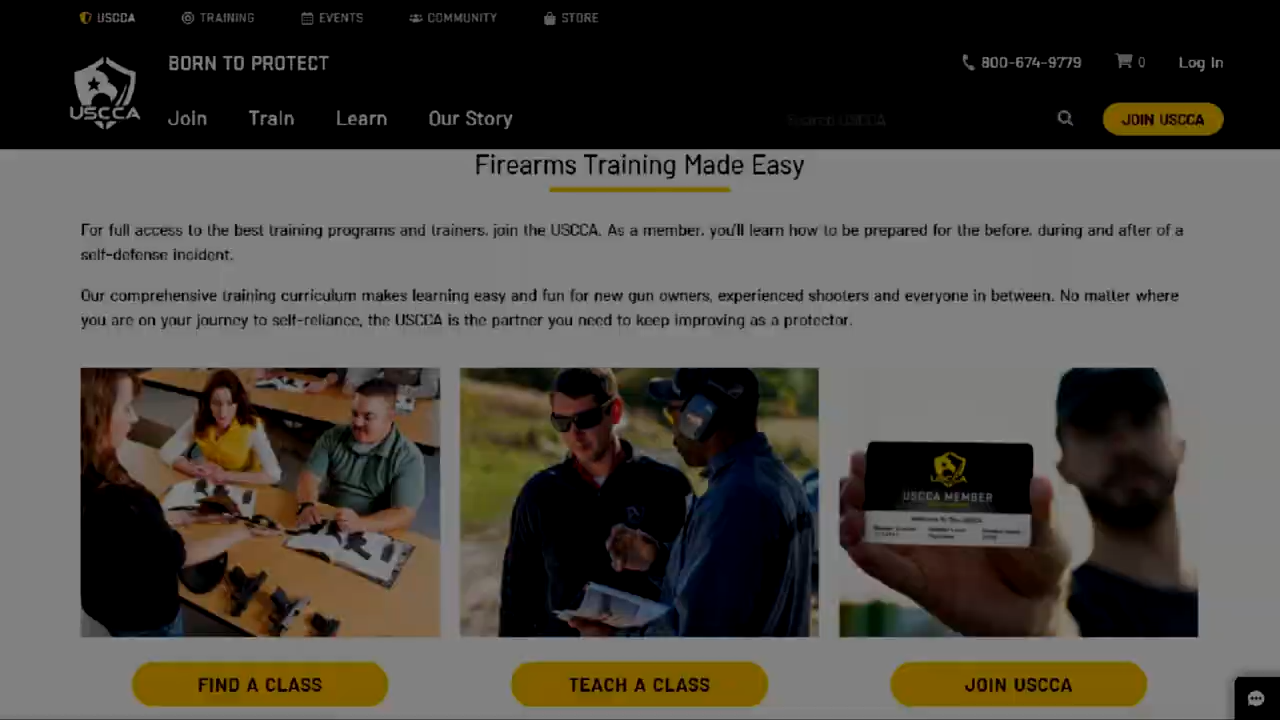 USCCA
TRAINING
EVENTS
COMMUNITY
STORE
BORN TO PROTECT
800-674-9779
0
Log In
USCCA
Join
Train
Learn
Our Story
Search USCCA
JOIN USCCA
Firearms Training Made Easy
For full access to the best training programs and trainers, join the USCCA. As a member, you'll learn how to be prepared for the before, during and after of a
self-defense incident.
Our comprehensive training curriculum makes learning easy and fun for new gun owners, experienced shooters and everyone in between. No matter where
you are on your journey to self-reliance, the USCCA is the partner you need to keep improving as a protector.
USCCA
USCCA MEMBER
FIND A CLASS
TEACH A CLASS
JOIN USCCA